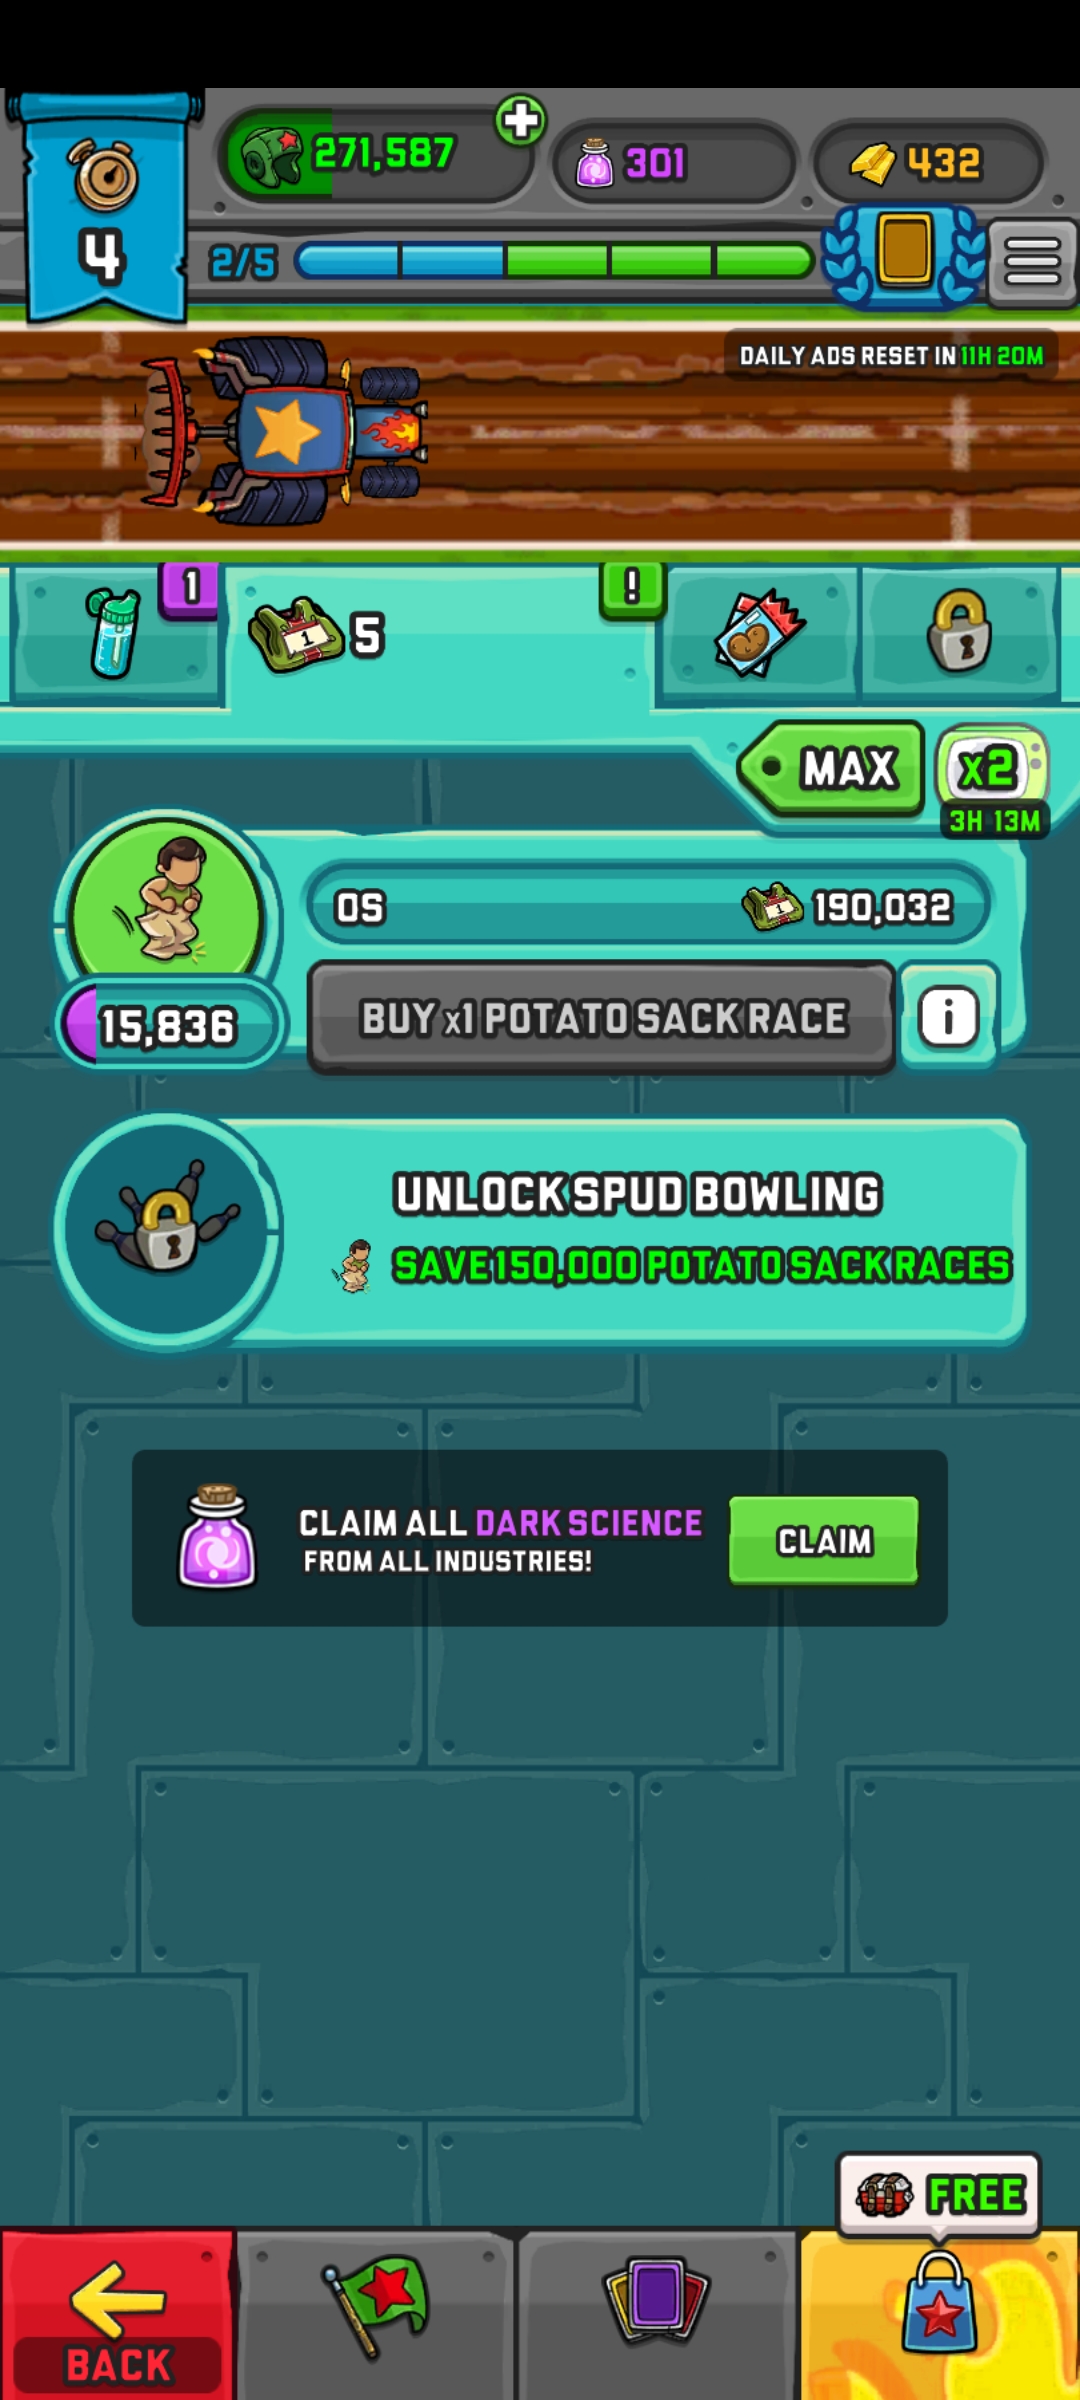 271,587
301
432
4
2/5
DAILY ADS RESET IN 11H 20M
1
1
5
!
MAX
x2
3H 13M
0S
1
190,032
15,836
BUY x1 POTATO SACK RACE
i
UNLOCK SPUD BOWLING
SAVE 150,000 POTATO SACK RACES
CLAIM ALL DARK SCIENCE
FROM ALL INDUSTRIES!
CLAIM
FREE
BACK